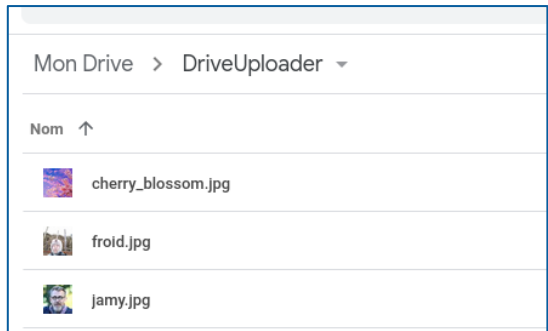 Mon Drive > DriveUploader
Nom ↑
cherry_blossom.jpg
froid.jpg
jamy.jpg